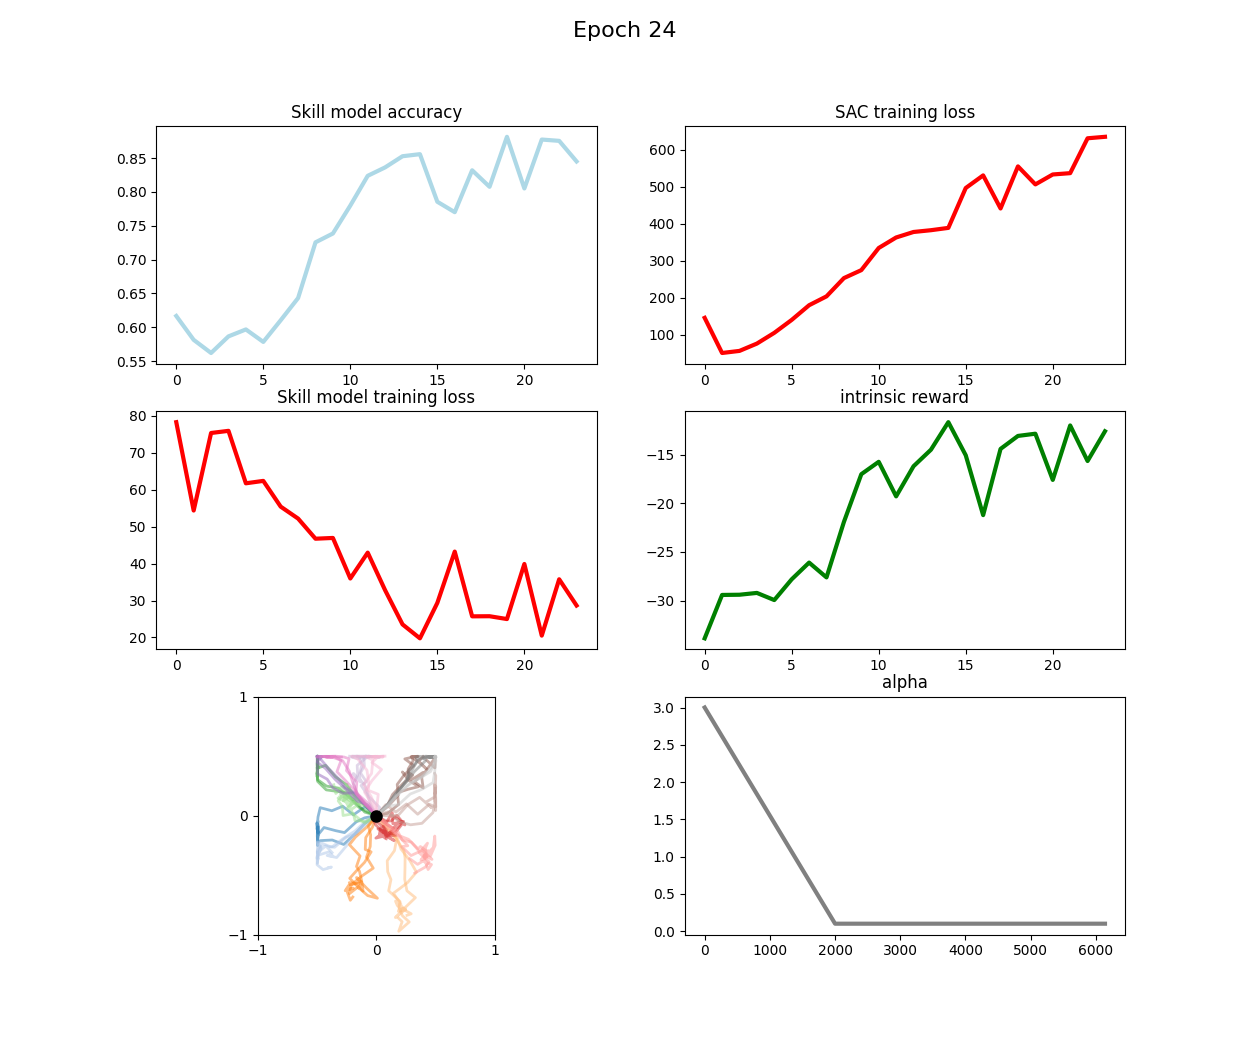 Epoch 24
Skill model accuracy
0.85
0.80
0.75
0.70
0.65
0.60
0.55
0 5 10 15 20
SAC training loss
600
500
400
300
200
100
0 5 10 15 20
Skill model training loss
80
70
60
50
40
30
20
0 5 10 15 20
intrinsic reward
−15
−20
−25
−30
0 5 10 15 20
1
0
−1
−1 0 1
alpha
3.0
2.5
2.0
1.5
1.0
0.5
0.0
0 1000 2000 3000 4000 5000 6000